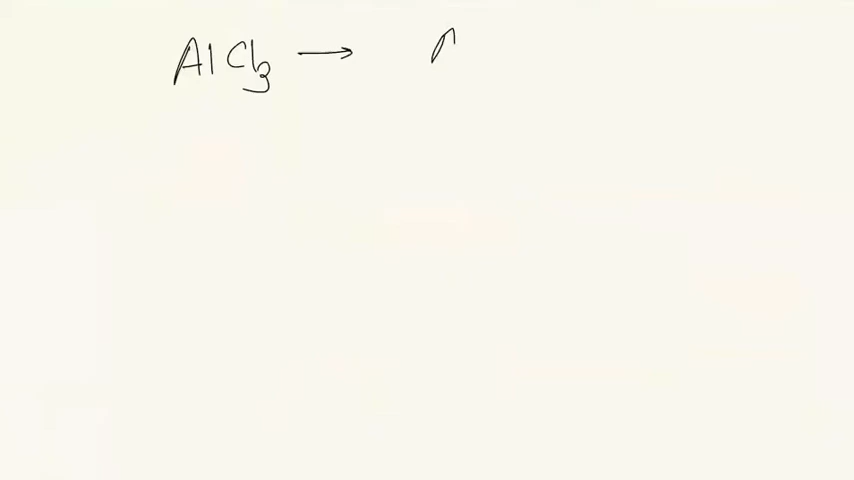 AlCl₃ →